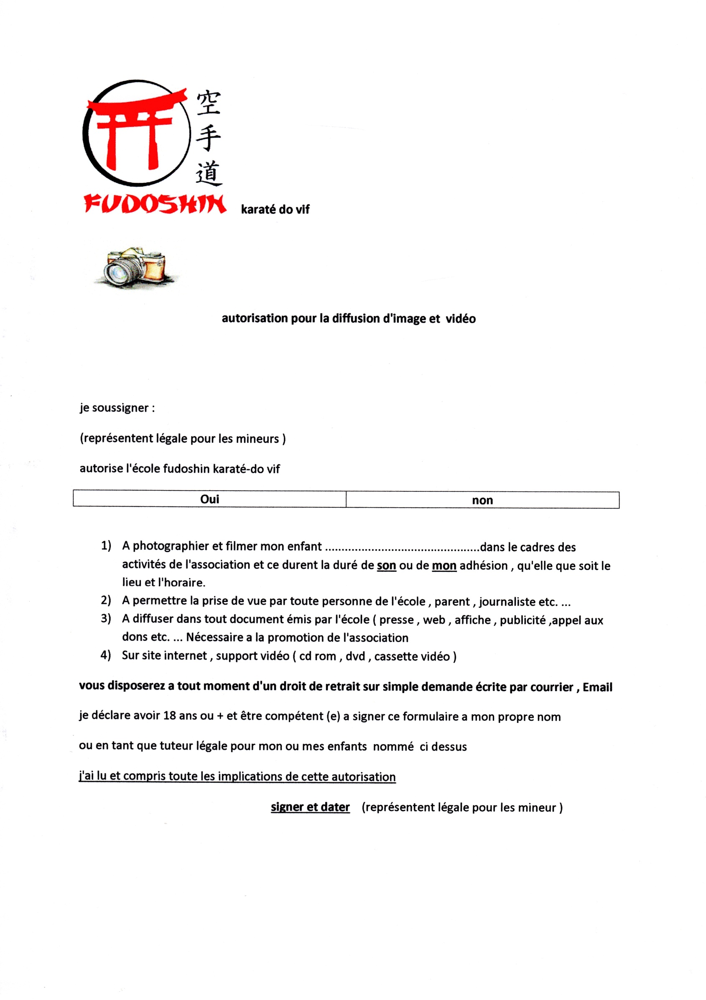 空
手
道
FUDOSHIN karaté do vif
autorisation pour la diffusion d'image et vidéo
je soussigner :
(représentent légale pour les mineurs )
autorise l'école fudoshin karaté-do vif
Oui non
1) A photographier et filmer mon enfant ...............................................dans le cadres des
activités de l'association et ce durent la duré de son ou de mon adhésion , qu'elle que soit le
lieu et l'horaire.
2) A permettre la prise de vue par toute personne de l'école , parent , journaliste etc. ...
3) A diffuser dans tout document émis par l'école ( presse , web , affiche , publicité ,appel aux
dons etc. ... Nécessaire a la promotion de l'association
4) Sur site internet , support vidéo ( cd rom , dvd , cassette vidéo )
vous disposerez a tout moment d'un droit de retrait sur simple demande écrite par courrier , Email
je déclare avoir 18 ans ou + et être compétent (e) a signer ce formulaire a mon propre nom
ou en tant que tuteur légale pour mon ou mes enfants nommé ci dessus
j'ai lu et compris toute les implications de cette autorisation
signer et dater (représentent légale pour les mineur )